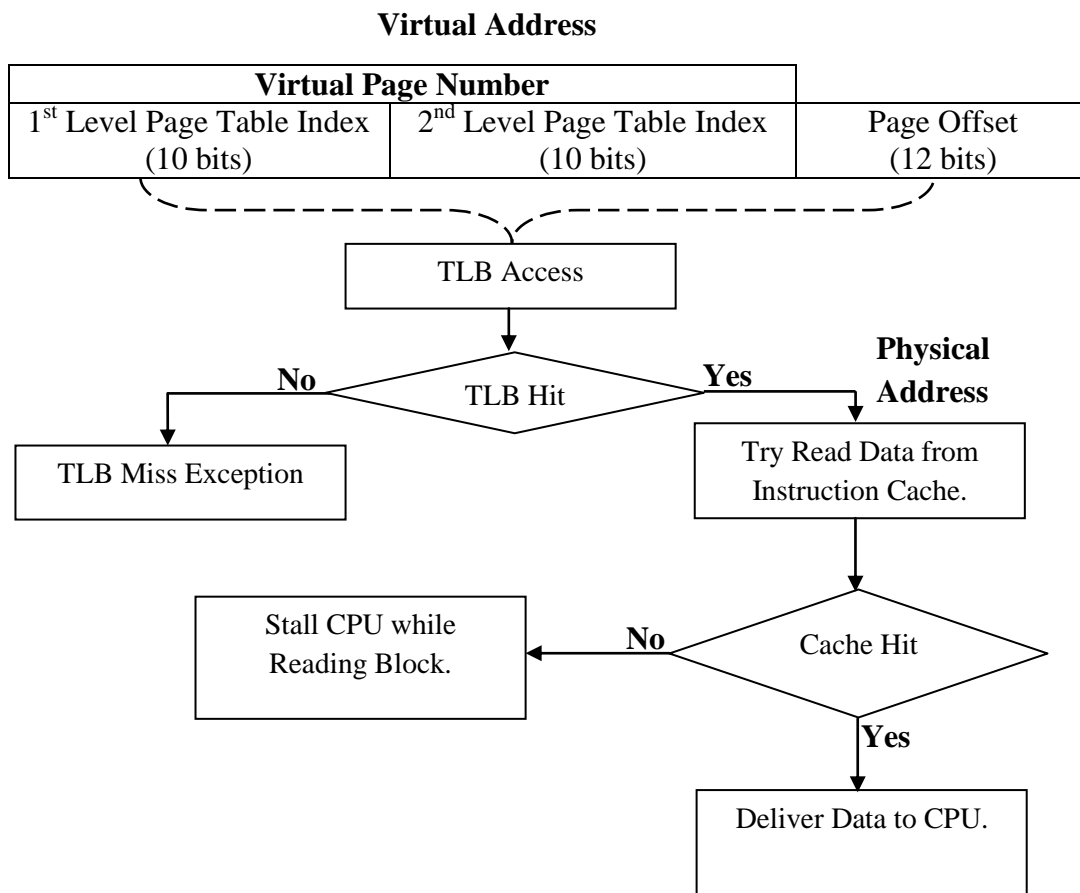 Virtual Address
Virtual Page Number
1st Level Page Table Index
(10 bits)
2nd Level Page Table Index
(10 bits)
Page Offset
(12 bits)
TLB Access
No
TLB Hit
Yes
Physical
Address
TLB Miss Exception
Try Read Data from
Instruction Cache.
Stall CPU while
Reading Block.
No
Cache Hit
Yes
Deliver Data to CPU.